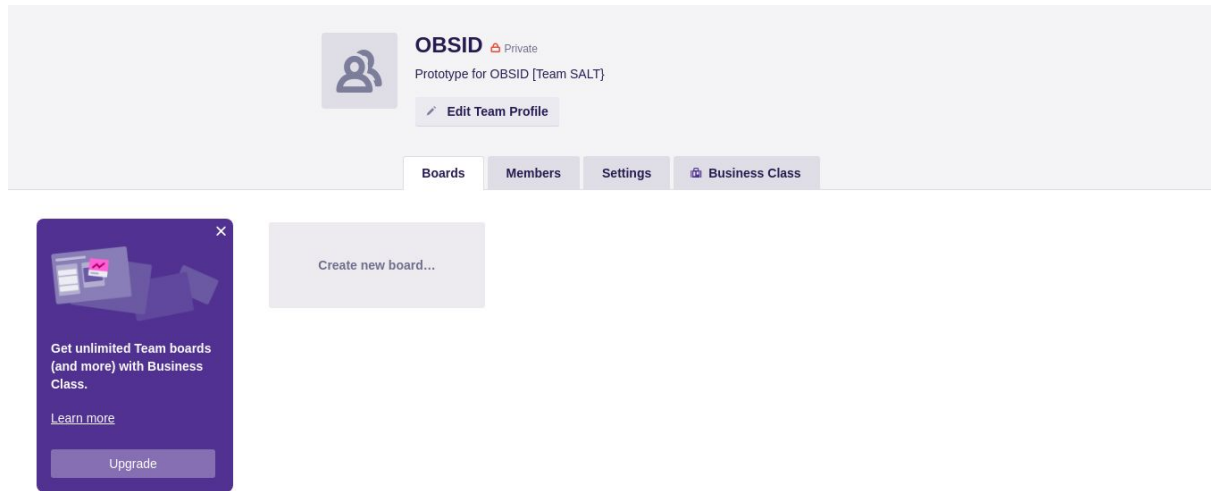 OBSID Private
Prototype for OBSID [Team SALT}
Edit Team Profile
Boards Members Settings Business Class
Get unlimited Team boards
(and more) with Business
Class.
Learn more
Upgrade
Create new board…